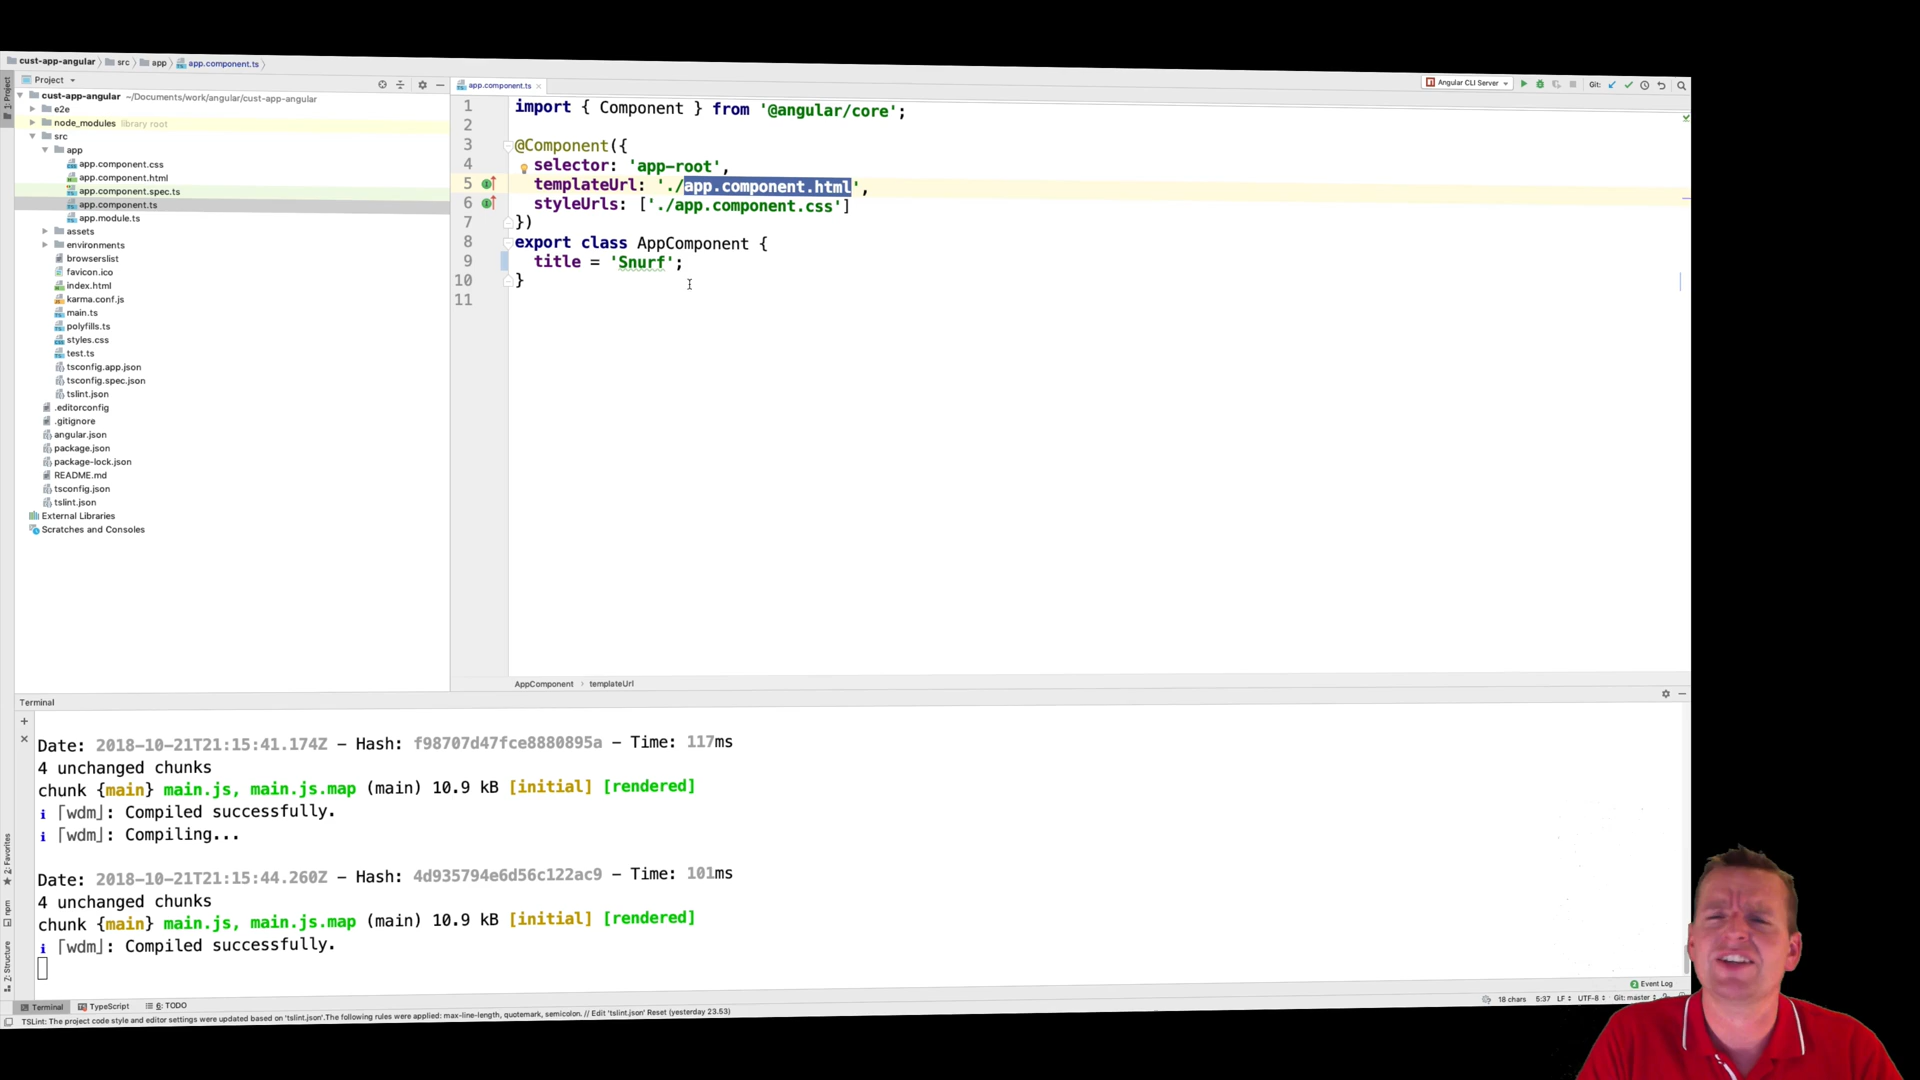 cust-app-angular
src
app
app.component.ts
Project
cust-app-angular ~/Documents/work/angular/cust-app-angular
e2e
node_modules library root
src
app
app.component.css
app.component.html
app.component.spec.ts
app.component.ts
app.module.ts
assets
environments
browserslist
favicon.ico
index.html
karma.conf.js
main.ts
polyfills.ts
styles.css
test.ts
tsconfig.app.json
tsconfig.spec.json
tslint.json
.editorconfig
.gitignore
angular.json
package.json
package-lock.json
README.md
tsconfig.json
tslint.json
External Libraries
Scratches and Consoles
1: Project
app.component.ts
Angular CLI Server
Git:
1 import { Component } from '@angular/core';
2
3 @Component({
4 selector: 'app-root',
5 templateUrl: './app.component.html',
6 styleUrls: ['./app.component.css']
7 })
8 export class AppComponent {
9 title = 'Snurf';
10 }
11
AppComponent › templateUrl
Terminal
Date: 2018-10-21T21:15:41.174Z – Hash: f98707d47fce8880895a – Time: 117ms
4 unchanged chunks
chunk {main} main.js, main.js.map (main) 10.9 kB [initial] [rendered]
i ｢wdm｣: Compiled successfully.
i ｢wdm｣: Compiling...
Date: 2018-10-21T21:15:44.260Z – Hash: 4d935794e6d56c122ac9 – Time: 101ms
4 unchanged chunks
chunk {main} main.js, main.js.map (main) 10.9 kB [initial] [rendered]
i ｢wdm｣: Compiled successfully.
2: Favorites
npm
Z: Structure
Terminal
TypeScript
6: TODO
2 Event Log
TSLint: The project code style and editor settings were updated based on 'tslint.json'.The following rules were applied: max-line-length, quotemark, semicolon. // Edit 'tslint.json' Reset (yesterday 23.53)
18 chars 5:37 LF UTF-8 Git: master